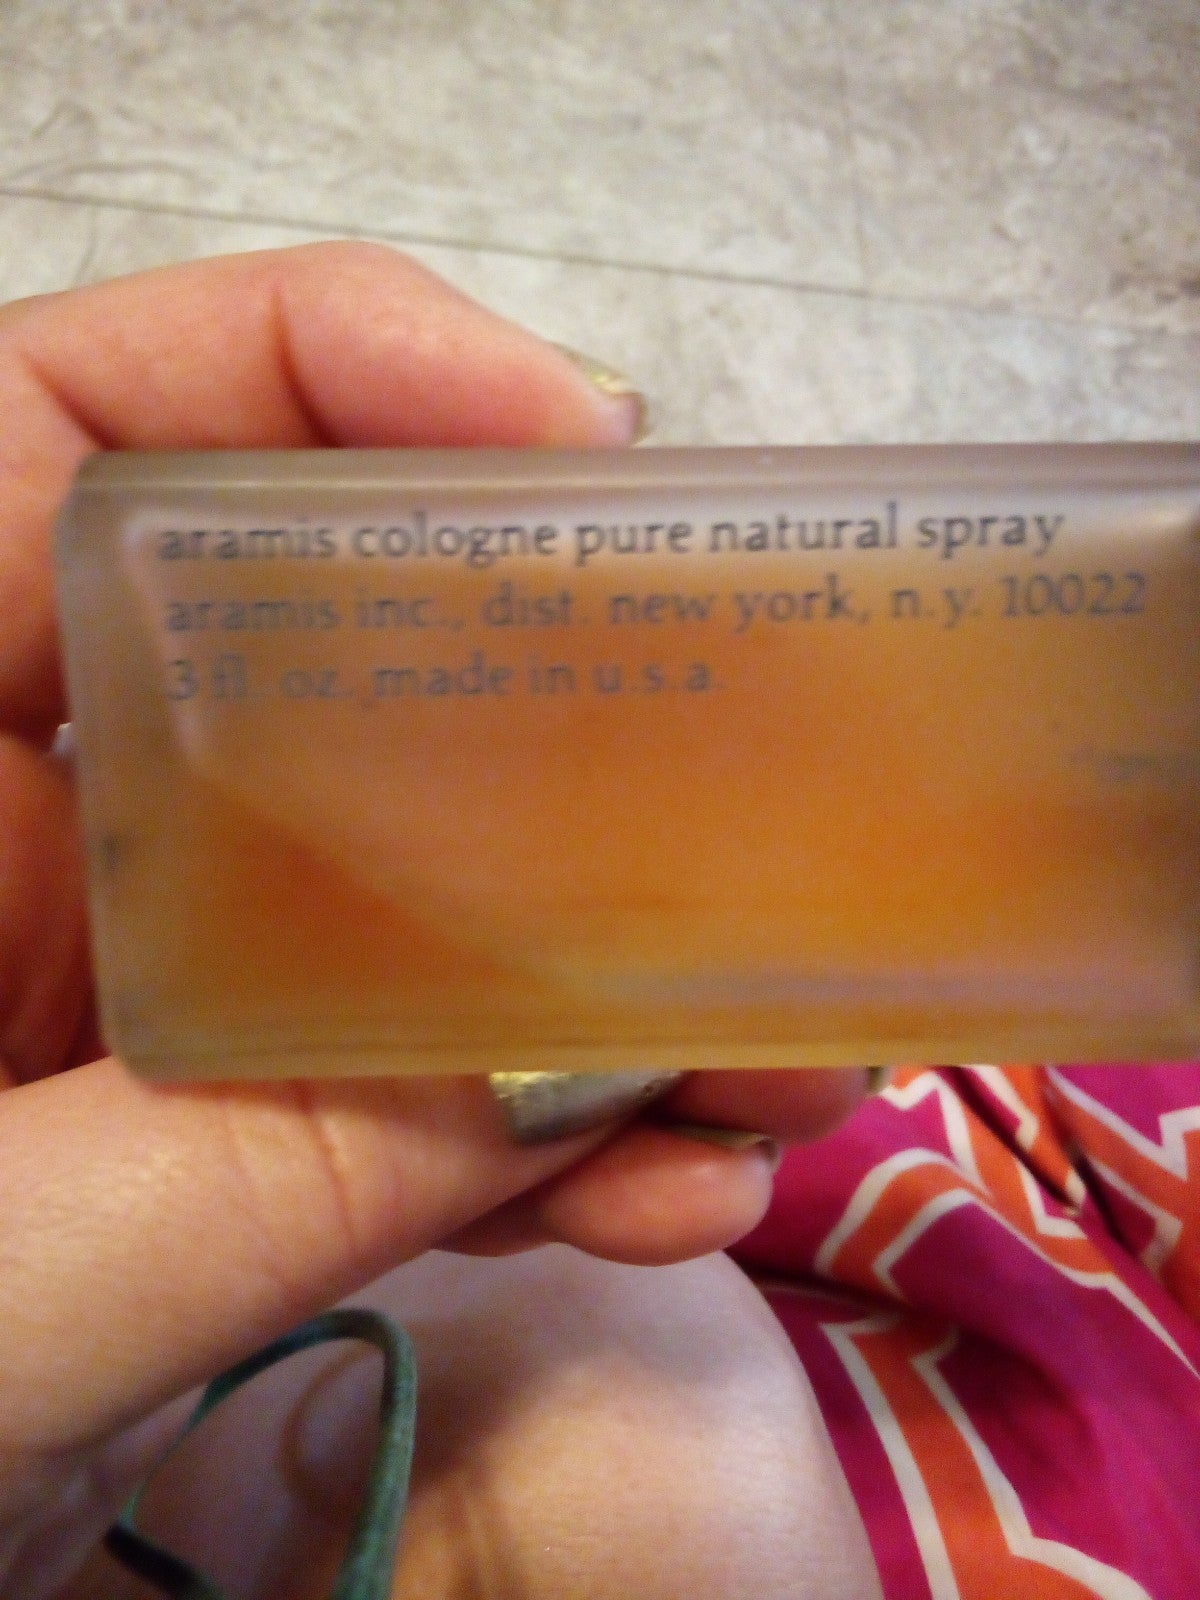 aramis cologne pure natural spray
aramis inc., dist. new york, n.y. 10022
3 fl. oz. made in u.s.a.